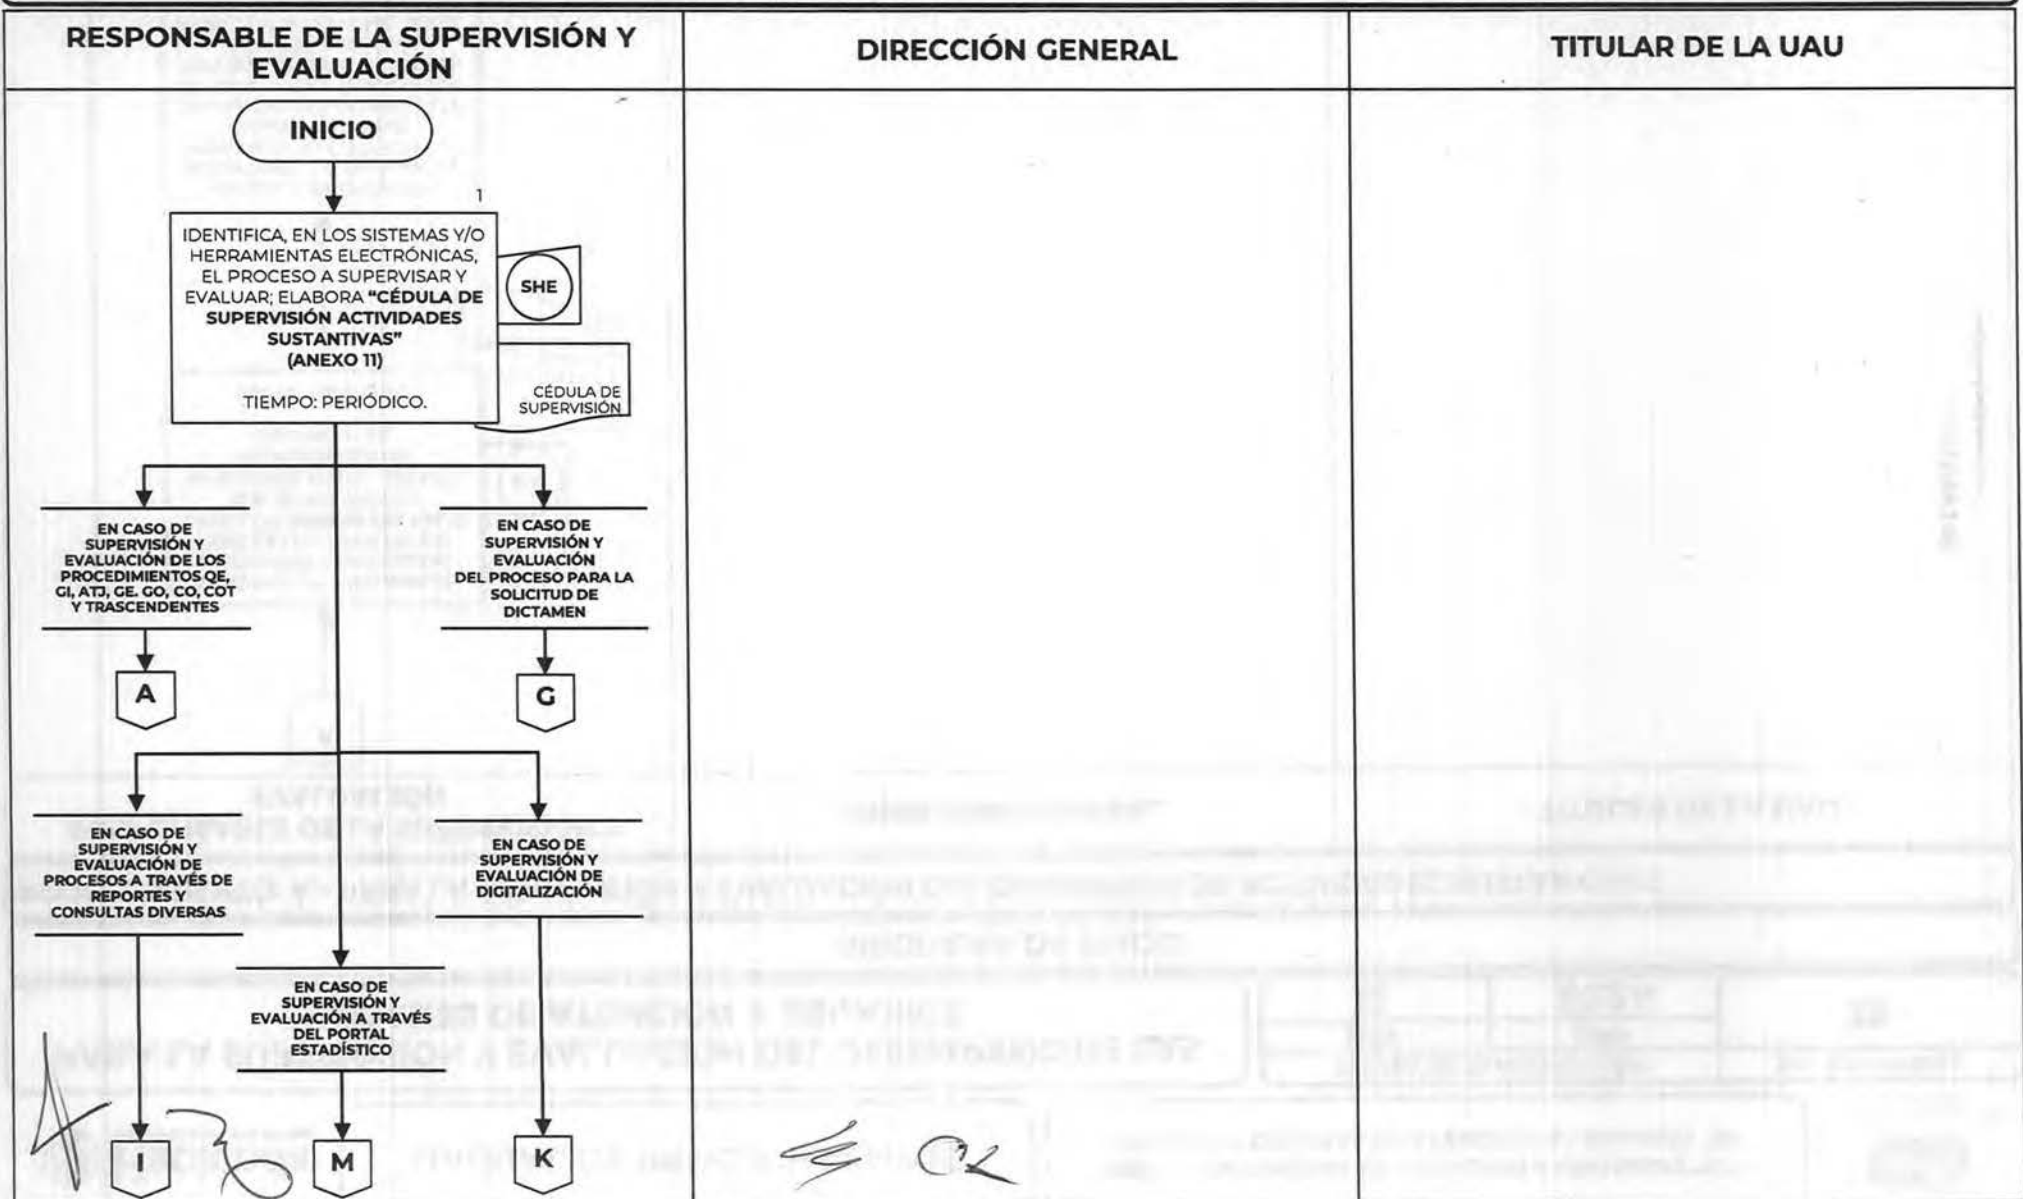 RESPONSABLE DE LA SUPERVISIÓN Y
EVALUACIÓN
DIRECCIÓN GENERAL
TITULAR DE LA UAU
INICIO
1
IDENTIFICA, EN LOS SISTEMAS Y/O
HERRAMIENTAS ELECTRÓNICAS,
EL PROCESO A SUPERVISAR Y
EVALUAR; ELABORA “CÉDULA DE
SUPERVISIÓN ACTIVIDADES
SUSTANTIVAS”
(ANEXO 11)
TIEMPO: PERIÓDICO.
SHE
CÉDULA DE
SUPERVISIÓN
EN CASO DE
SUPERVISIÓN Y
EVALUACIÓN DE LOS
PROCEDIMIENTOS QE,
GI, ATJ, GE. GO, CO, COT
Y TRASCENDENTES
A
EN CASO DE
SUPERVISIÓN Y
EVALUACIÓN
DEL PROCESO PARA LA
SOLICITUD DE
DICTAMEN
G
EN CASO DE
SUPERVISIÓN Y
EVALUACIÓN DE
PROCESOS A TRAVÉS DE
REPORTES Y
CONSULTAS DIVERSAS
I
EN CASO DE
SUPERVISIÓN Y
EVALUACIÓN A TRAVÉS
DEL PORTAL
ESTADÍSTICO
M
EN CASO DE
SUPERVISIÓN Y
EVALUACIÓN DE
DIGITALIZACIÓN
K